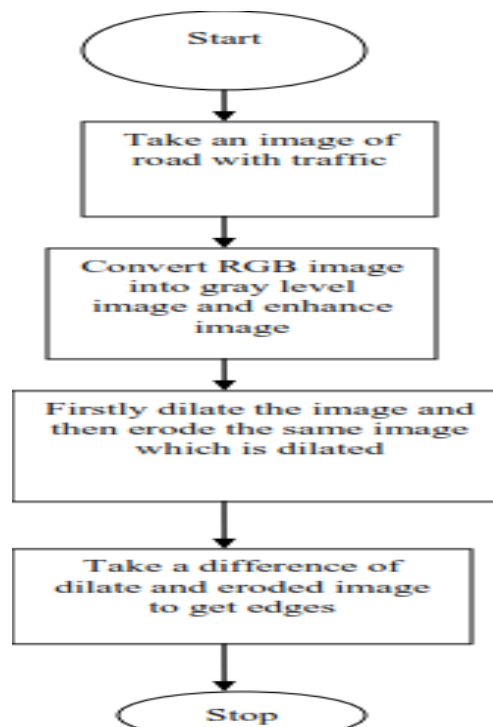 Start
Take an image of
road with traffic
Convert RGB image
into gray level
image and enhance
image
Firstly dilate the image and
then erode the same image
which is dilated
Take a difference of
dilate and eroded image
to get edges
Stop